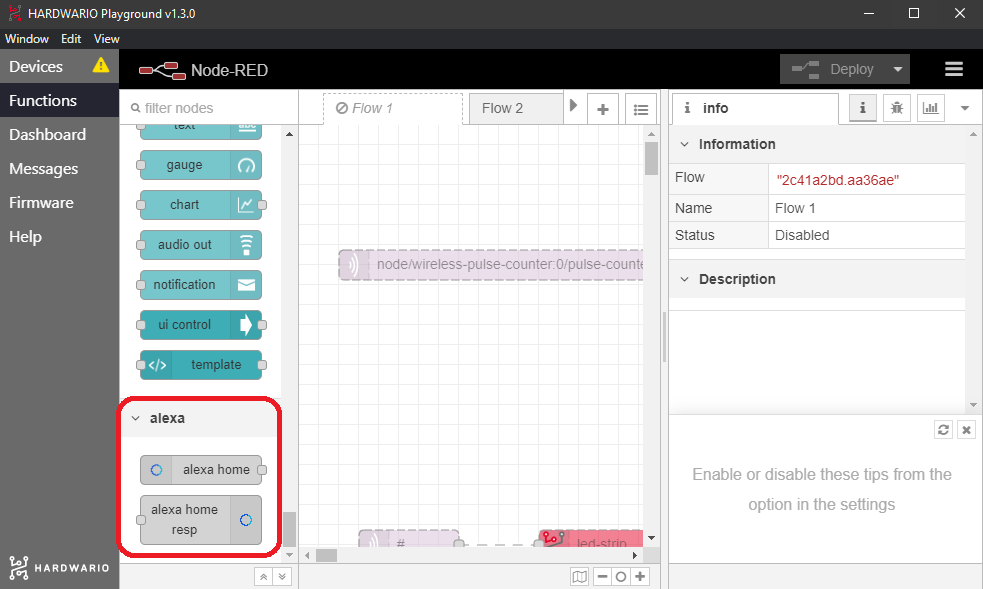 HARDWARIO Playground v1.3.0
Window Edit View
Devices
Functions
Dashboard
Messages
Firmware
Help
HARDWARIO
Node-RED
Deploy
filter nodes
text
abc
gauge
chart
audio out
notification
ui control
</> template
alexa
alexa home
alexa home
resp
Flow 1
Flow 2
node/wireless-pulse-counter:0/pulse-counte
#
led-strip
i info
i
Information
Flow "2c41a2bd.aa36ae"
Name Flow 1
Status Disabled
Description
Enable or disable these tips from the
option in the settings